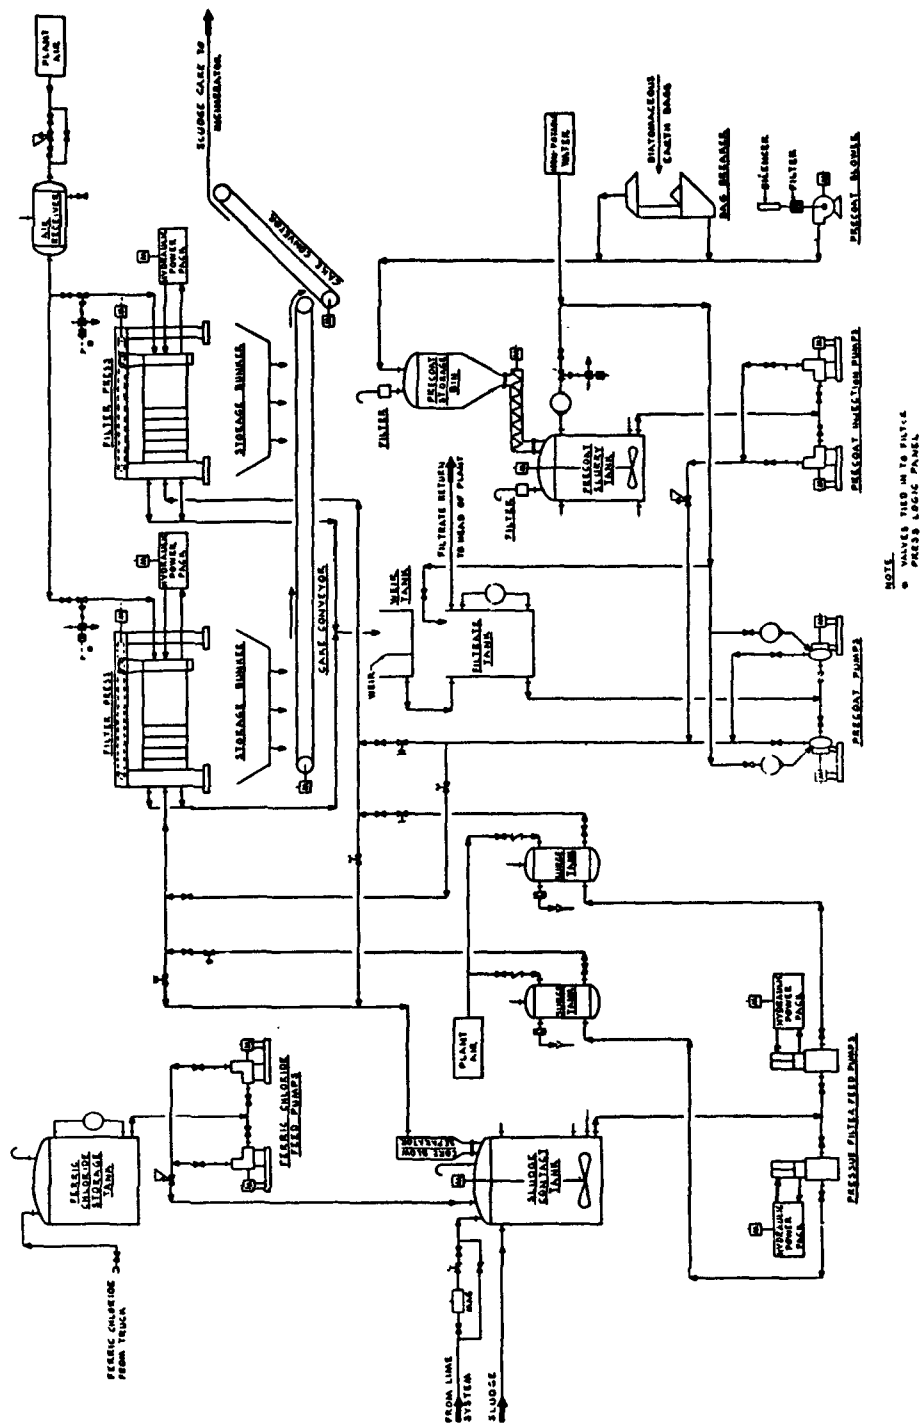 PLANT
AIR
AIR
RECEIVER
SLUDGE CAKE TO
INCINERATOR
HYDRAULIC
POWER
PACK
FILTER PRESS
STORAGE BUNKER
CAKE CONVEYOR
HYDRAULIC
POWER
PACK
FILTER PRESS
STORAGE BUNKER
CAKE CONVEYOR
WATER
DIATOMACEOUS
EARTH BAGS
BAG BREAKER
SILENCER
FILTER
PRECOAT BLOWER
FILTER
PRECOAT
STORAGE
BIN
FILTER
PRECOAT
SLURRY
TANK
PRECOAT INJECTION PUMPS
FILTRATE RETURN
TO HEAD OF PLANT
WEIR
TANK
WEIR
FILTRATE
TANK
PRECOAT PUMPS
NOTE
VALVES TIED IN TO FILTER
PRESS LOGIC PANEL
SURGE
TANK
SURGE
TANK
PLANT
AIR
FERRIC
CHLORIDE
STORAGE
TANK
FERRIC CHLORIDE
FEED PUMPS
FERRIC CHLORIDE
FROM TRUCK
CORE BLOW
SEPARATOR
SLUDGE
CONTACT
TANK
MAG
FROM LIME
SYSTEM
SLUDGE
HYDRAULIC
POWER
PACK
HYDRAULIC
POWER
PACK
PRESSURE FILTER FEED PUMPS